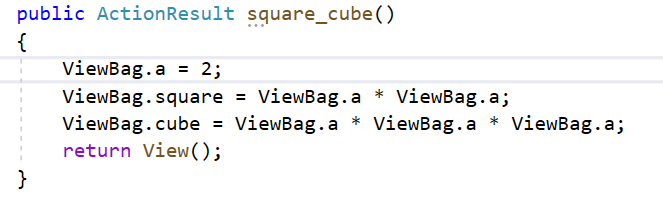 public ActionResult square_cube()
{
    ViewBag.a = 2;
    ViewBag.square = ViewBag.a * ViewBag.a;
    ViewBag.cube = ViewBag.a * ViewBag.a * ViewBag.a;
    return View();
}